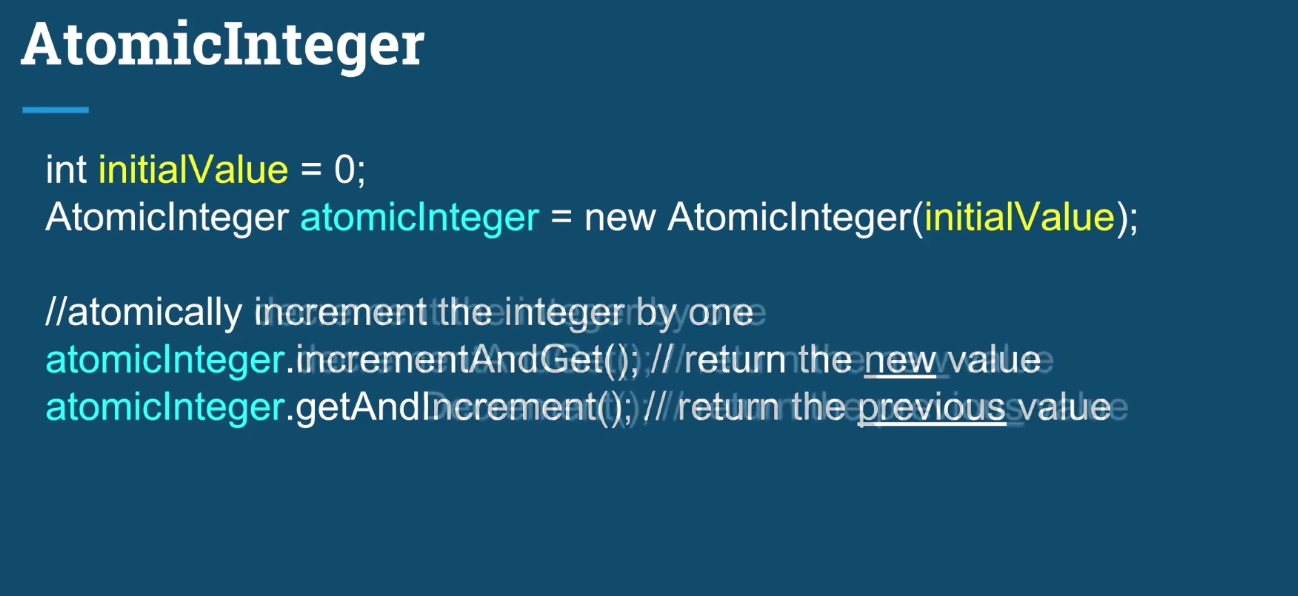 AtomicInteger
int initialValue = 0;
AtomicInteger atomicInteger = new AtomicInteger(initialValue);
//atomically increment the integer by one
atomicInteger.incrementAndGet(); // return the new value
atomicInteger.getAndIncrement(); // return the previous value